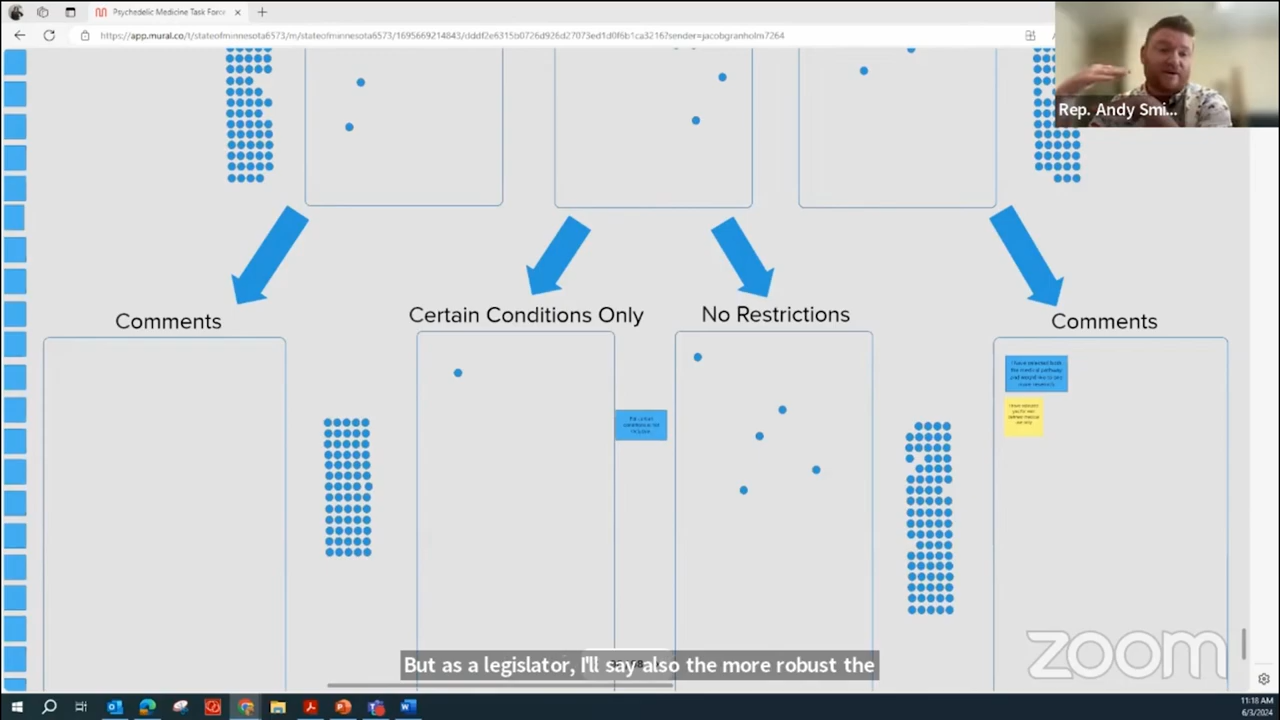 Psychedelic Medicine Task Force
https://app.mural.co/t/stateofminnesota6573/m/stateofminnesota6573/1695669214843/dddf2e6315b0726d926d27073ed1d0f6b1ca3216?sender=jacobgranholm7264
Rep. Andy Smi...
Comments
Certain Conditions Only
No Restrictions
Comments
zoom
But as a legislator, I'll say also the more robust the
11:18 AM
6/3/2024